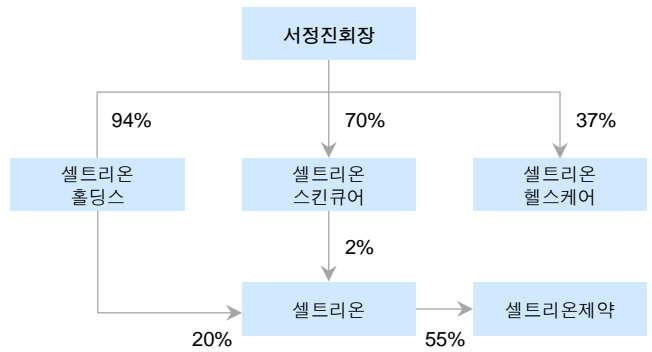 서정진회장
94%
70%
37%
셀트리온
홀딩스
셀트리온
스킨큐어
셀트리온
헬스케어
2%
셀트리온
셀트리온제약
20%
55%